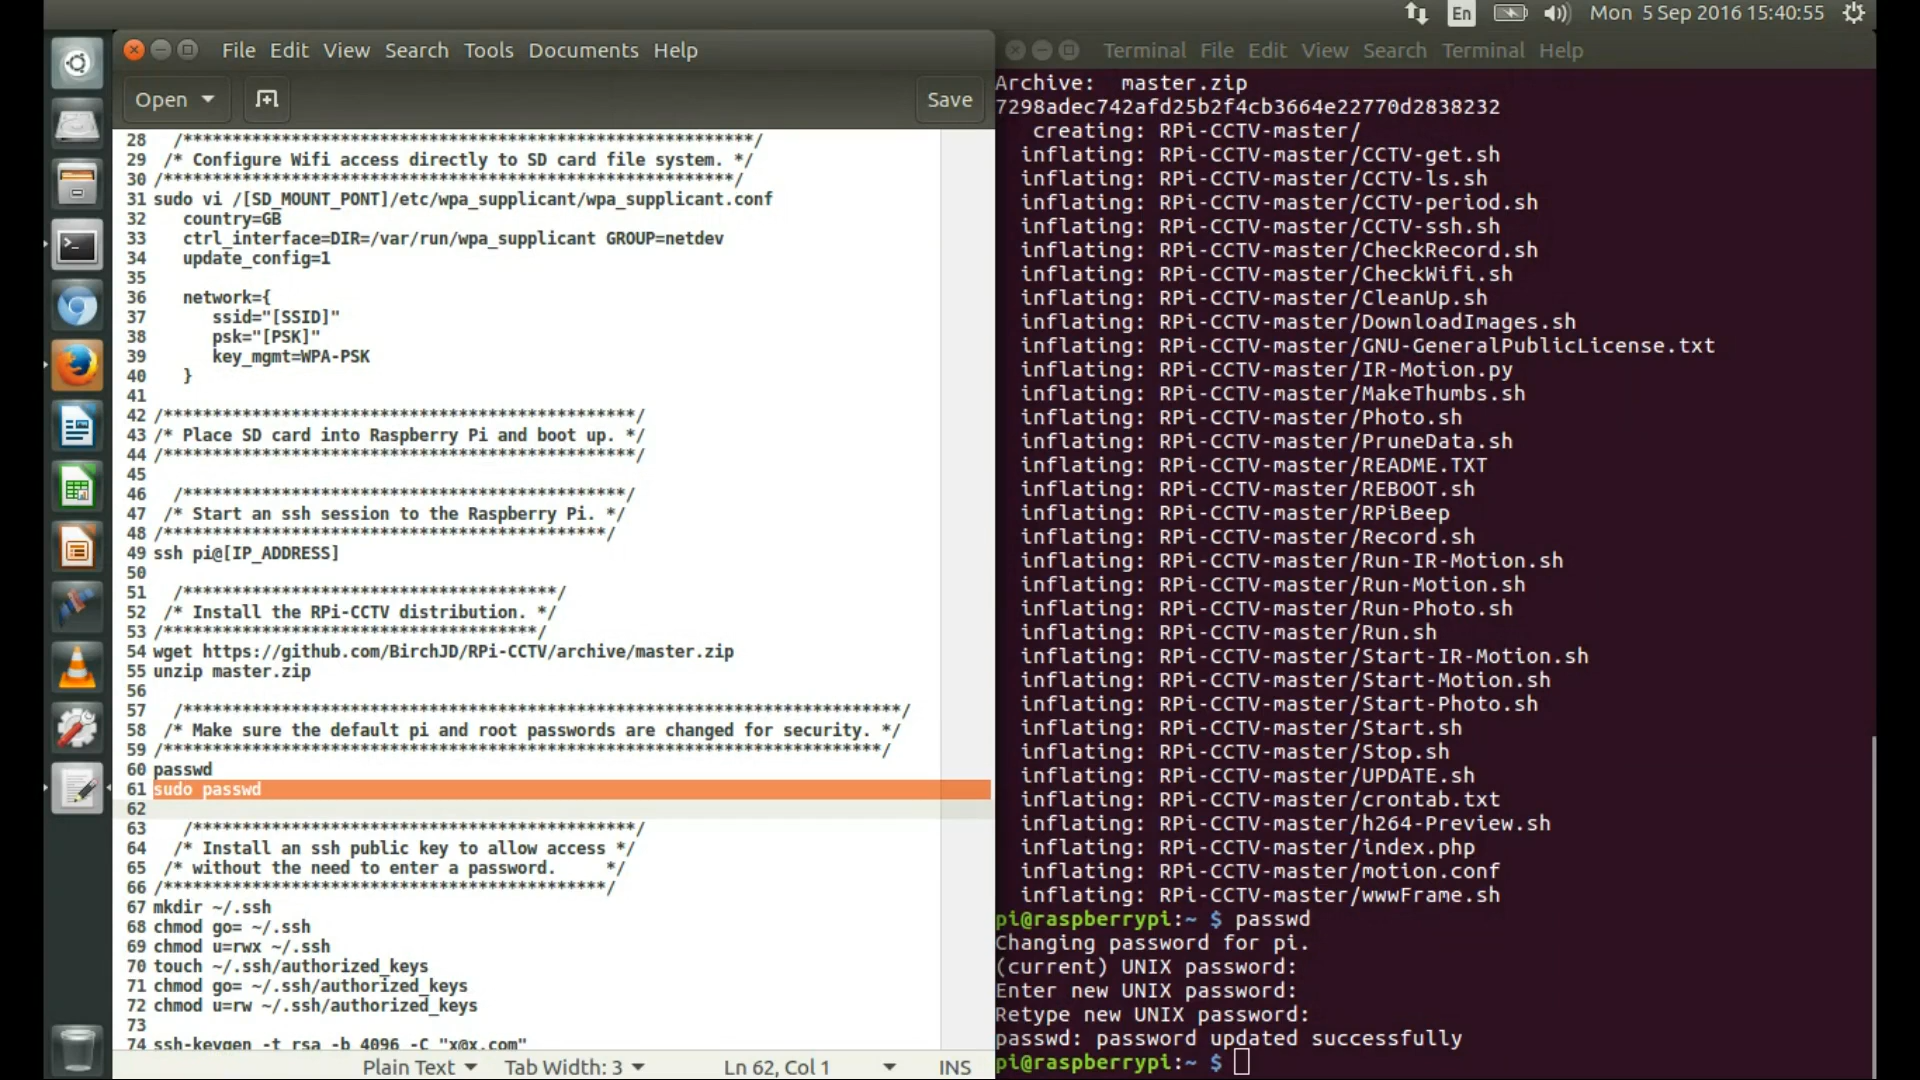 En Mon 5 Sep 2016 15:40:55
File Edit View Search Tools Documents Help
Open Save
28 /**********************************************************/
29 /* Configure Wifi access directly to SD card file system. */
30 /**********************************************************/
31 sudo vi /[SD_MOUNT_PONT]/etc/wpa_supplicant/wpa_supplicant.conf
32 country=GB
33 ctrl_interface=DIR=/var/run/wpa_supplicant GROUP=netdev
34 update_config=1
35
36 network={
37 ssid="[SSID]"
38 psk="[PSK]"
39 key_mgmt=WPA-PSK
40 }
41
42 /************************************************/
43 /* Place SD card into Raspberry Pi and boot up. */
44 /************************************************/
45
46 /**********************************************/
47 /* Start an ssh session to the Raspberry Pi. */
48 /**********************************************/
49 ssh pi@[IP_ADDRESS]
50
51 /**************************************/
52 /* Install the RPi-CCTV distribution. */
53 /**************************************/
54 wget https://github.com/BirchJD/RPi-CCTV/archive/master.zip
55 unzip master.zip
56
57 /*************************************************************************/
58 /* Make sure the default pi and root passwords are changed for security. */
59 /*************************************************************************/
60 passwd
61 sudo passwd
62
63 /*********************************************/
64 /* Install an ssh public key to allow access */
65 /* without the need to enter a password. */
66 /*********************************************/
67 mkdir ~/.ssh
68 chmod go= ~/.ssh
69 chmod u=rwx ~/.ssh
70 touch ~/.ssh/authorized_keys
71 chmod go= ~/.ssh/authorized_keys
72 chmod u=rw ~/.ssh/authorized_keys
73
74 ssh-keygen -t rsa -b 4096 -C "x@x.com"
Plain Text Tab Width: 3 Ln 62, Col 1 INS
Terminal File Edit View Search Terminal Help
Archive: master.zip
7298adec742afd25b2f4cb3664e22770d2838232
creating: RPi-CCTV-master/
inflating: RPi-CCTV-master/CCTV-get.sh
inflating: RPi-CCTV-master/CCTV-ls.sh
inflating: RPi-CCTV-master/CCTV-period.sh
inflating: RPi-CCTV-master/CCTV-ssh.sh
inflating: RPi-CCTV-master/CheckRecord.sh
inflating: RPi-CCTV-master/CheckWifi.sh
inflating: RPi-CCTV-master/CleanUp.sh
inflating: RPi-CCTV-master/DownloadImages.sh
inflating: RPi-CCTV-master/GNU-GeneralPublicLicense.txt
inflating: RPi-CCTV-master/IR-Motion.py
inflating: RPi-CCTV-master/MakeThumbs.sh
inflating: RPi-CCTV-master/Photo.sh
inflating: RPi-CCTV-master/PruneData.sh
inflating: RPi-CCTV-master/README.TXT
inflating: RPi-CCTV-master/REBOOT.sh
inflating: RPi-CCTV-master/RPiBeep
inflating: RPi-CCTV-master/Record.sh
inflating: RPi-CCTV-master/Run-IR-Motion.sh
inflating: RPi-CCTV-master/Run-Motion.sh
inflating: RPi-CCTV-master/Run-Photo.sh
inflating: RPi-CCTV-master/Run.sh
inflating: RPi-CCTV-master/Start-IR-Motion.sh
inflating: RPi-CCTV-master/Start-Motion.sh
inflating: RPi-CCTV-master/Start-Photo.sh
inflating: RPi-CCTV-master/Start.sh
inflating: RPi-CCTV-master/Stop.sh
inflating: RPi-CCTV-master/UPDATE.sh
inflating: RPi-CCTV-master/crontab.txt
inflating: RPi-CCTV-master/h264-Preview.sh
inflating: RPi-CCTV-master/index.php
inflating: RPi-CCTV-master/motion.conf
inflating: RPi-CCTV-master/wwwFrame.sh
pi@raspberrypi:~ $ passwd
Changing password for pi.
(current) UNIX password:
Enter new UNIX password:
Retype new UNIX password:
passwd: password updated successfully
pi@raspberrypi:~ $